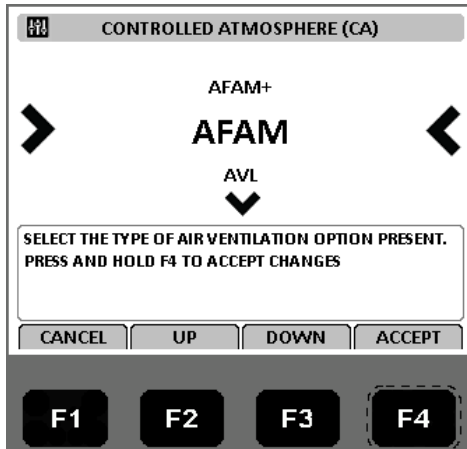 CONTROLLED ATMOSPHERE (CA)
AFAM+
AFAM
AVL
SELECT THE TYPE OF AIR VENTILATION OPTION PRESENT.
PRESS AND HOLD F4 TO ACCEPT CHANGES
CANCEL UP DOWN ACCEPT
F1 F2 F3 F4